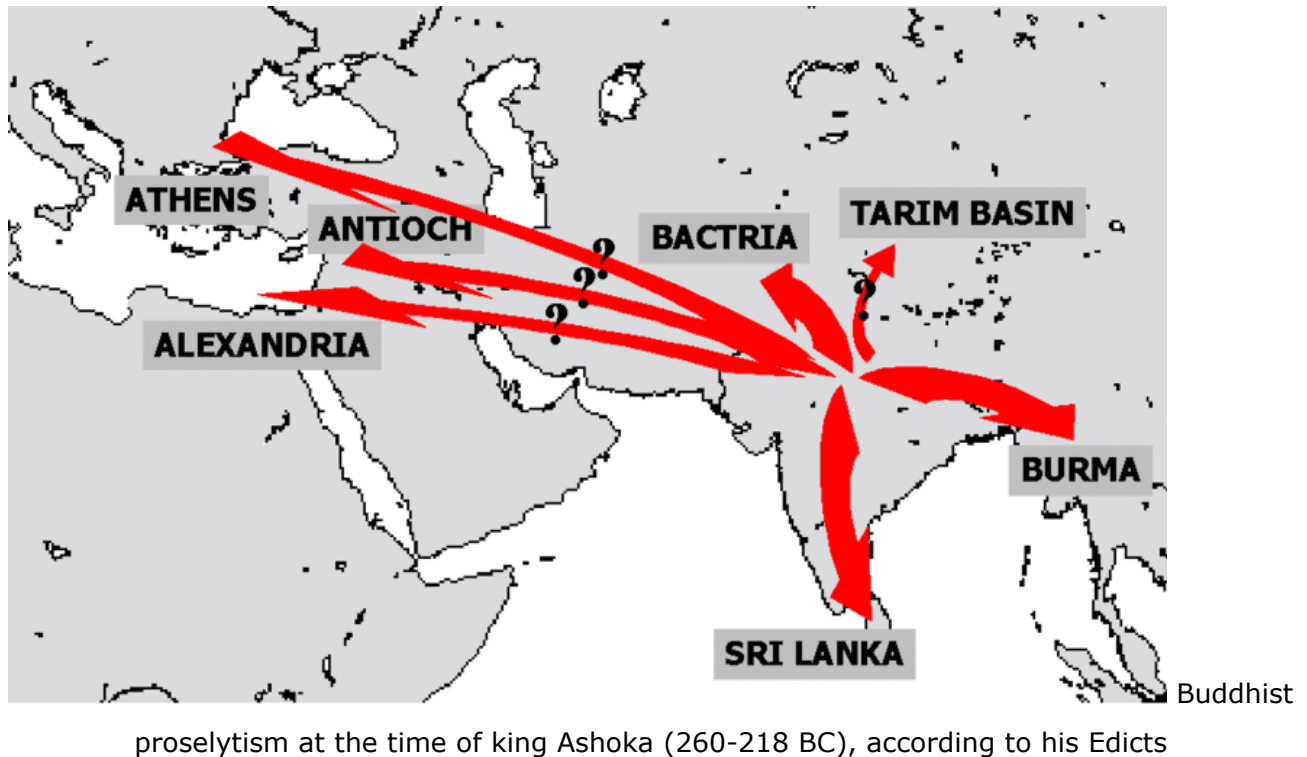 ATHENS
ANTIOCH
BACTRIA
TARIM BASIN
?
?
?
?
ALEXANDRIA
BURMA
SRI LANKA
Buddhist
proselytism at the time of king Ashoka (260-218 BC), according to his Edicts